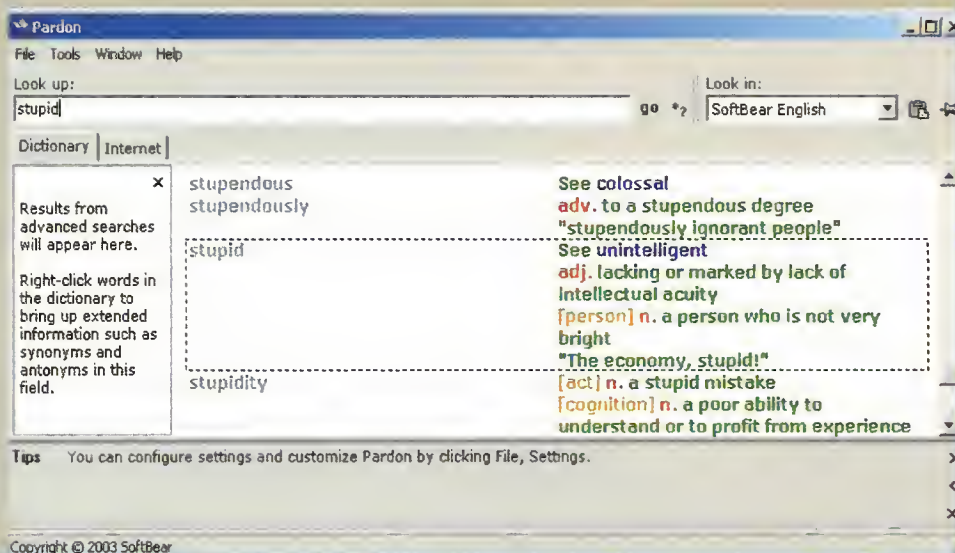 Pardon
File Tools Window Help
Look up:
Look in:
stupid
go *?
SoftBear English
Dictionary Internet
Results from
advanced searches
will appear here.
Right-click words in
the dictionary to
bring up extended
information such as
synonyms and
antonyms in this
field.
stupendous See colossal
stupendously adv. to a stupendous degree
"stupendously ignorant people"
stupid See unintelligent
adj. lacking or marked by lack of
intellectual acuity
[person] n. a person who is not very
bright
"The economy, stupid!"
stupidity [act] n. a stupid mistake
[cognition] n. a poor ability to
understand or to profit from experience
Tips You can configure settings and customize Pardon by clicking File, Settings.
Copyright © 2003 SoftBear